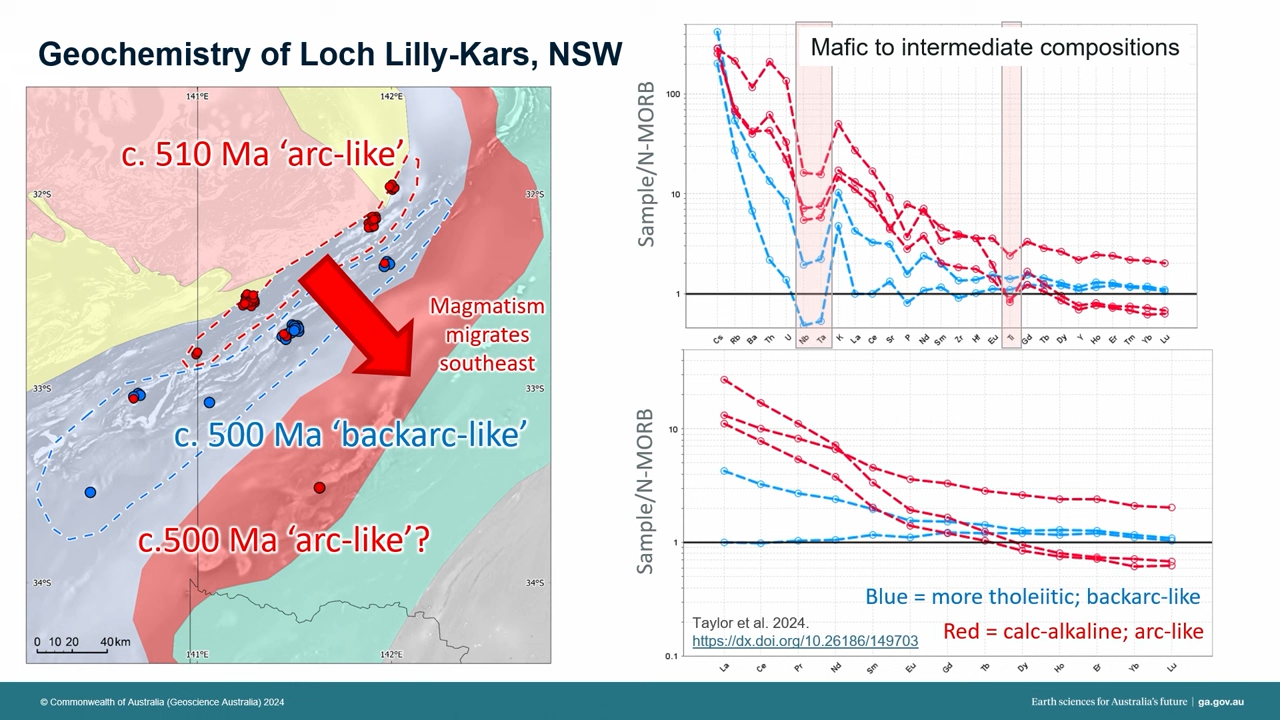 Geochemistry of Loch Lilly-Kars, NSW
141°E
142°E
c. 510 Ma ‘arc-like’
32°S
32°S
Magmatism
migrates
southeast
33°S
33°S
c. 500 Ma ‘backarc-like’
c.500 Ma ‘arc-like’?
34°S
34°S
0 10 20 40 km
141°E
142°E
Mafic to intermediate compositions
Sample/N-MORB
100
10
1
Cs Rb Ba Th U Nb Ta K La Ce Sr P Nd Sm Zr Hf Eu Ti Gd Tb Dy Y Ho Er Tm Yb Lu
Sample/N-MORB
10
1
0.1
Blue = more tholeiitic; backarc-like
Red = calc-alkaline; arc-like
Taylor et al. 2024.
https://dx.doi.org/10.26186/149703
La Ce Pr Nd Sm Eu Gd Tb Dy Ho Er Yb Lu
© Commonwealth of Australia (Geoscience Australia) 2024
Earth sciences for Australia’s future | ga.gov.au